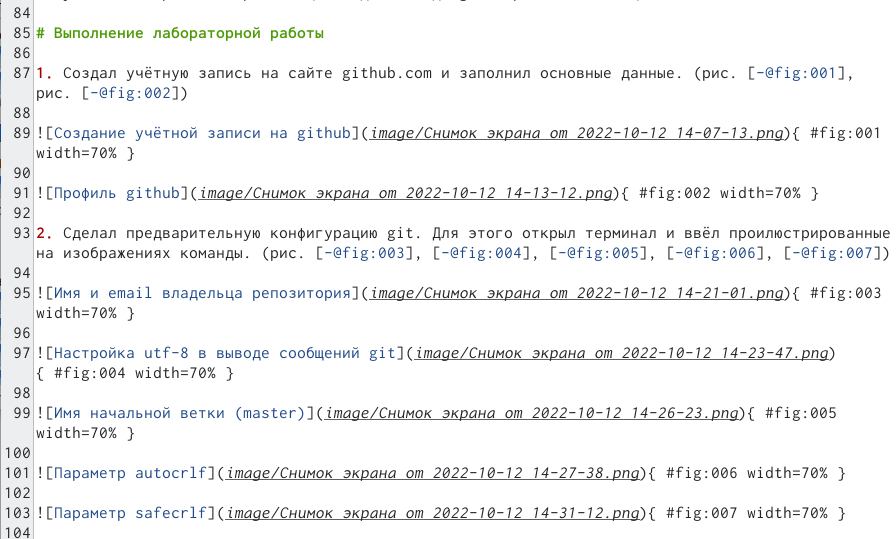 84
85 # Выполнение лабораторной работы
86
87 1. Создал учётную запись на сайте github.com и заполнил основные данные. (рис. [-@fig:001],
рис. [-@fig:002])
88
89 ![Создание учётной записи на github](image/Снимок экрана от 2022-10-12 14-07-13.png){ #fig:001
width=70% }
90
91 ![Профиль github](image/Снимок экрана от 2022-10-12 14-13-12.png){ #fig:002 width=70% }
92
93 2. Сделал предварительную конфигурацию git. Для этого открыл терминал и ввёл проилюстрированные
на изображениях команды. (рис. [-@fig:003], [-@fig:004], [-@fig:005], [-@fig:006], [-@fig:007])
94
95 ![Имя и email владельца репозитория](image/Снимок экрана от 2022-10-12 14-21-01.png){ #fig:003
width=70% }
96
97 ![Настройка utf-8 в выводе сообщений git](image/Снимок экрана от 2022-10-12 14-23-47.png)
{ #fig:004 width=70% }
98
99 ![Имя начальной ветки (master)](image/Снимок экрана от 2022-10-12 14-26-23.png){ #fig:005
width=70% }
100
101 ![Параметр autocrlf](image/Снимок экрана от 2022-10-12 14-27-38.png){ #fig:006 width=70% }
102
103 ![Параметр safecrlf](image/Снимок экрана от 2022-10-12 14-31-12.png){ #fig:007 width=70% }
104